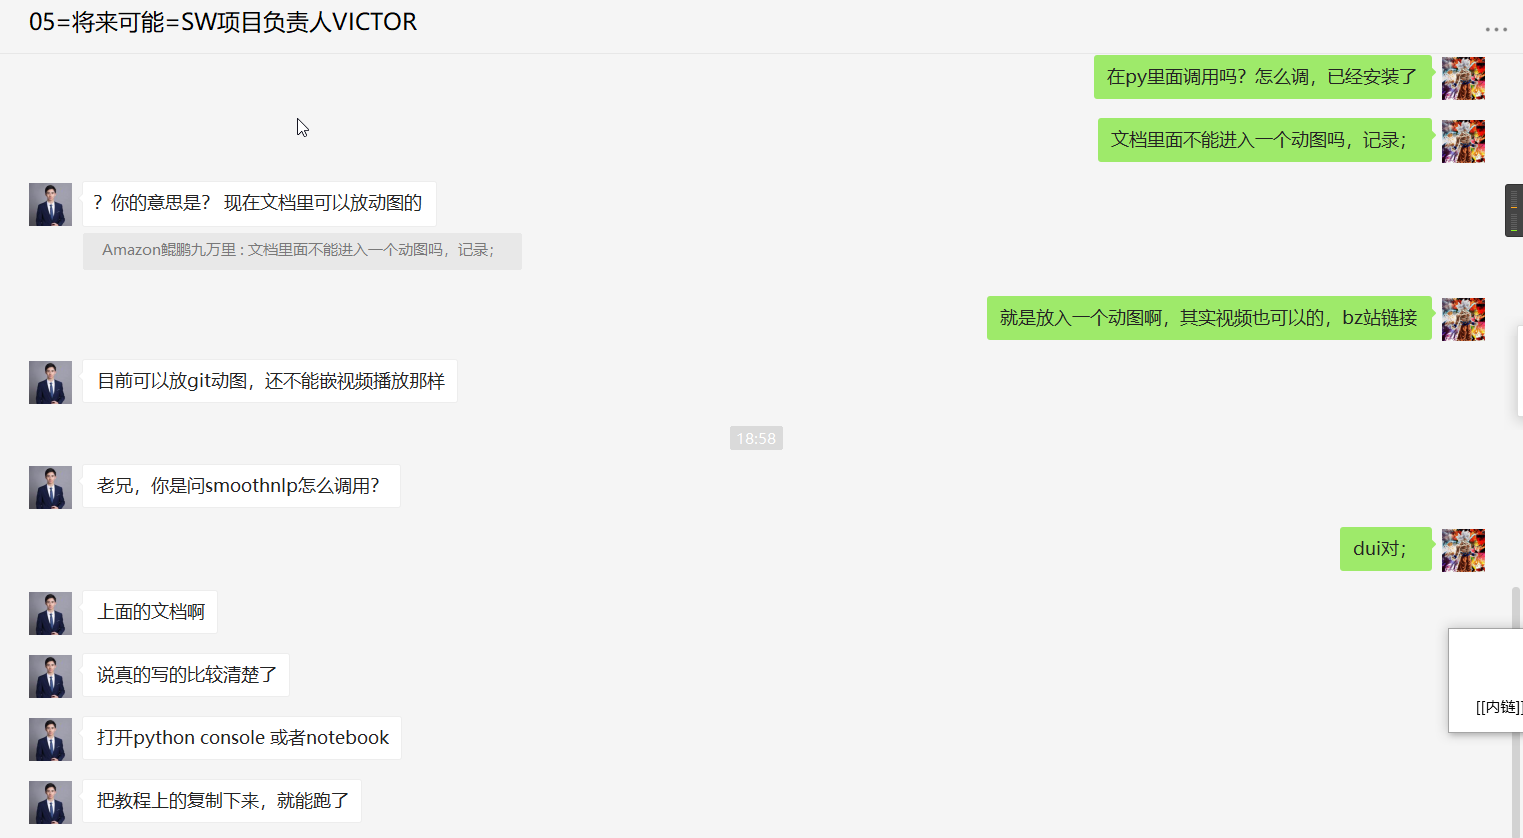 05=将来可能=SW项目负责人VICTOR
在py里面调用吗？怎么调，已经安装了
文档里面不能进入一个动图吗，记录；
？你的意思是？ 现在文档里可以放动图的
Amazon鲲鹏九万里 : 文档里面不能进入一个动图吗，记录；
就是放入一个动图啊，其实视频也可以的，bz站链接
目前可以放git动图，还不能嵌视频播放那样
18:58
老兄，你是问smoothnlp怎么调用？
dui对；
上面的文档啊
说真的写的比较清楚了
[[内链]]
打开python console 或者notebook
把教程上的复制下来，就能跑了